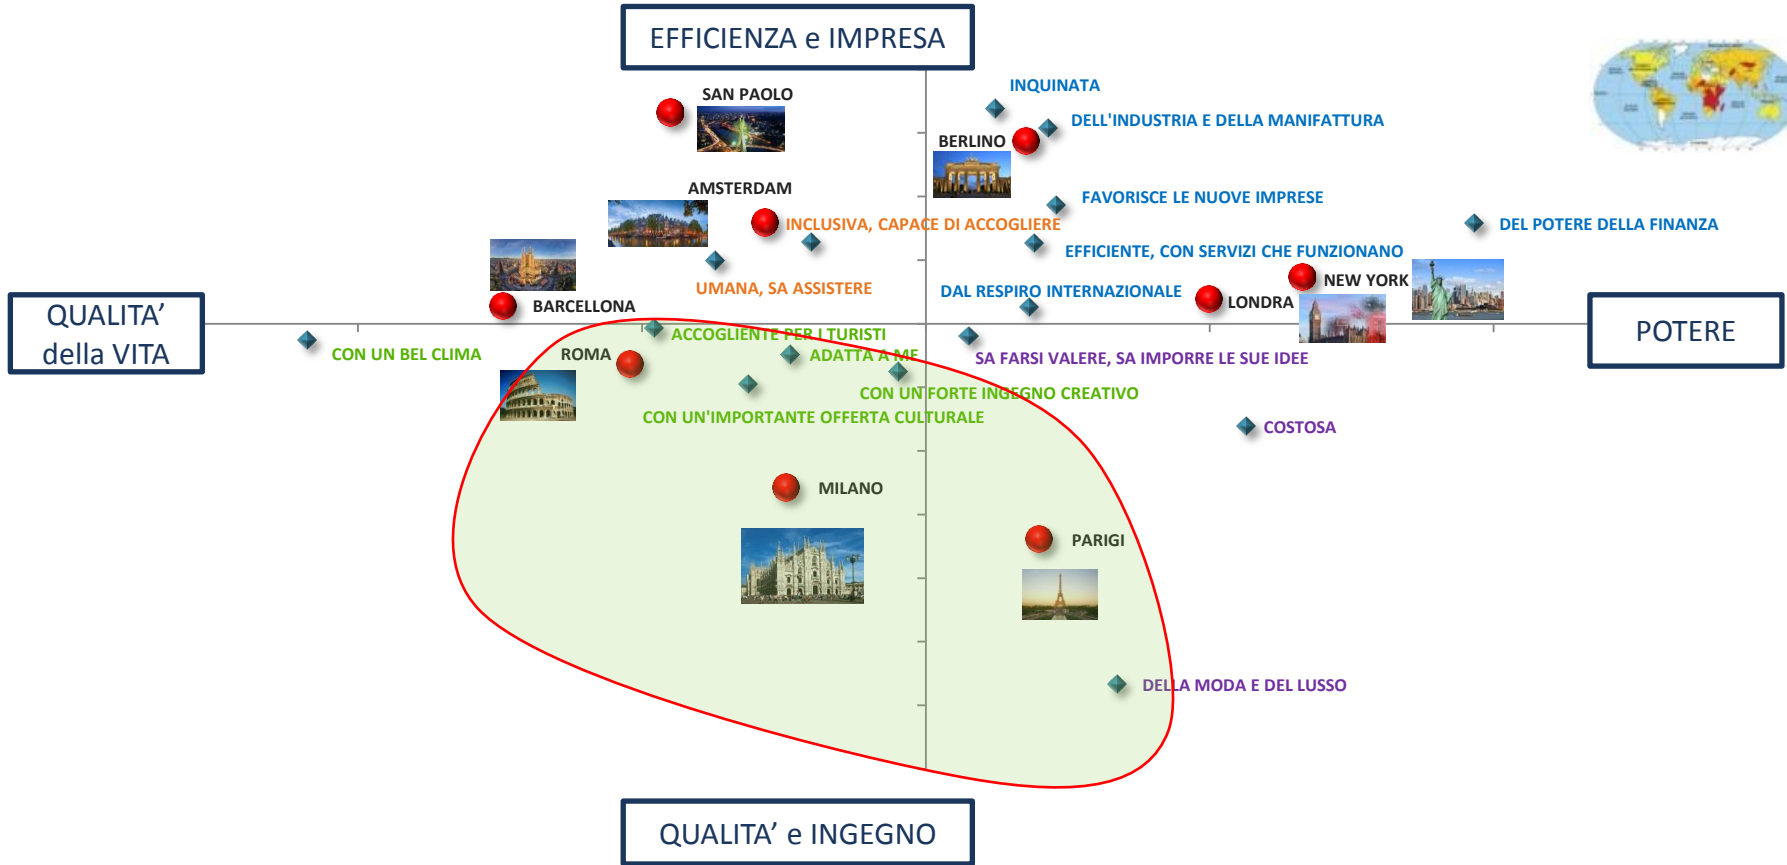 EFFICIENZA e IMPRESA
SAN PAOLO
INQUINATA
DELL'INDUSTRIA E DELLA MANIFATTURA
BERLINO
AMSTERDAM
FAVORISCE LE NUOVE IMPRESE
INCLUSIVA, CAPACE DI ACCOGLIERE
DEL POTERE DELLA FINANZA
EFFICIENTE, CON SERVIZI CHE FUNZIONANO
UMANA, SA ASSISTERE
DAL RESPIRO INTERNAZIONALE
LONDRA
NEW YORK
BARCELLONA
QUALITA’
della VITA
POTERE
ACCOGLIENTE PER I TURISTI
CON UN BEL CLIMA
ROMA
ADATTA A ME
SA FARSI VALERE, SA IMPORRE LE SUE IDEE
CON UN FORTE INGEGNO CREATIVO
CON UN'IMPORTANTE OFFERTA CULTURALE
COSTOSA
MILANO
PARIGI
DELLA MODA E DEL LUSSO
QUALITA’ e INGEGNO